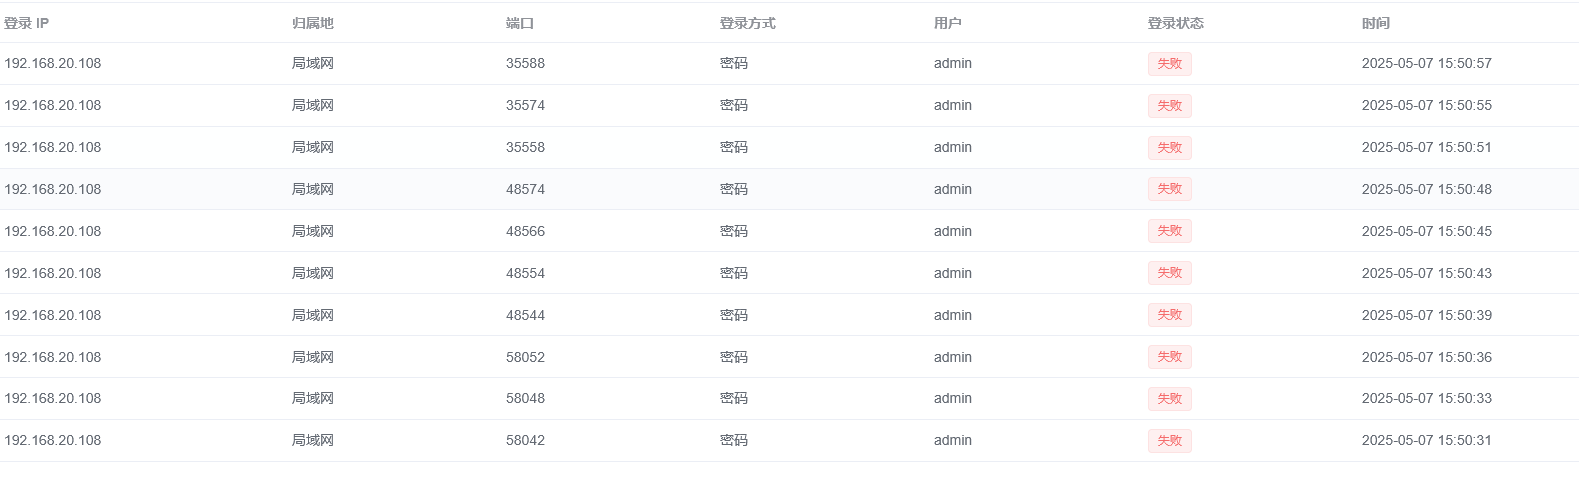 登录 IP 归属地 端口 登录方式 用户 登录状态 时间
192.168.20.108 局域网 35588 密码 admin 失败 2025-05-07 15:50:57
192.168.20.108 局域网 35574 密码 admin 失败 2025-05-07 15:50:55
192.168.20.108 局域网 35558 密码 admin 失败 2025-05-07 15:50:51
192.168.20.108 局域网 48574 密码 admin 失败 2025-05-07 15:50:48
192.168.20.108 局域网 48566 密码 admin 失败 2025-05-07 15:50:45
192.168.20.108 局域网 48554 密码 admin 失败 2025-05-07 15:50:43
192.168.20.108 局域网 48544 密码 admin 失败 2025-05-07 15:50:39
192.168.20.108 局域网 58052 密码 admin 失败 2025-05-07 15:50:36
192.168.20.108 局域网 58048 密码 admin 失败 2025-05-07 15:50:33
192.168.20.108 局域网 58042 密码 admin 失败 2025-05-07 15:50:31